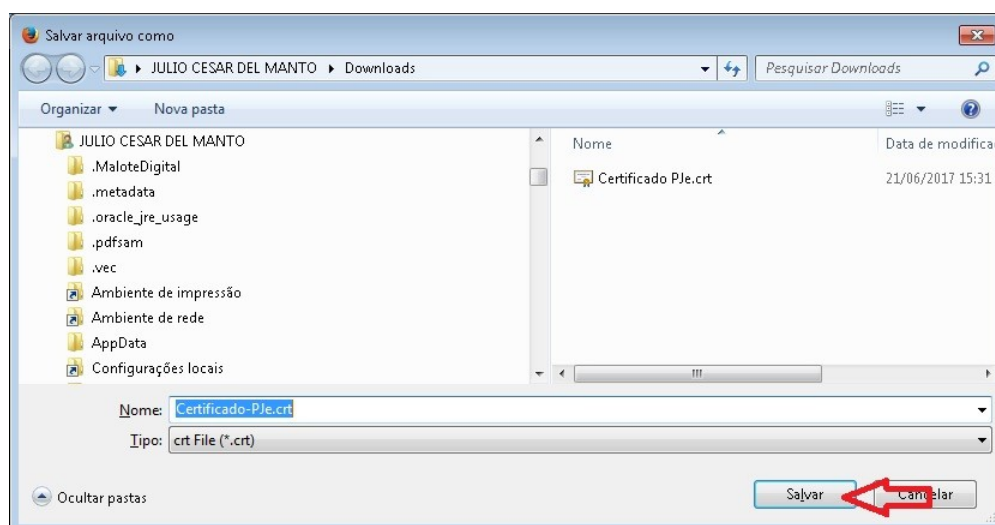 Salvar arquivo como
JULIO CESAR DEL MANTO ▸ Downloads
Pesquisar Downloads
Organizar
Nova pasta
JULIO CESAR DEL MANTO
.MaloteDigital
.metadata
.oracle_jre_usage
.pdfsam
.vec
Ambiente de impressão
Ambiente de rede
AppData
Configurações locais
Nome
Data de modifica
Certificado PJe.crt
21/06/2017 15:31
Nome: Certificado-PJe.crt
Tipo: crt File (*.crt)
Ocultar pastas
Salvar
Cancelar